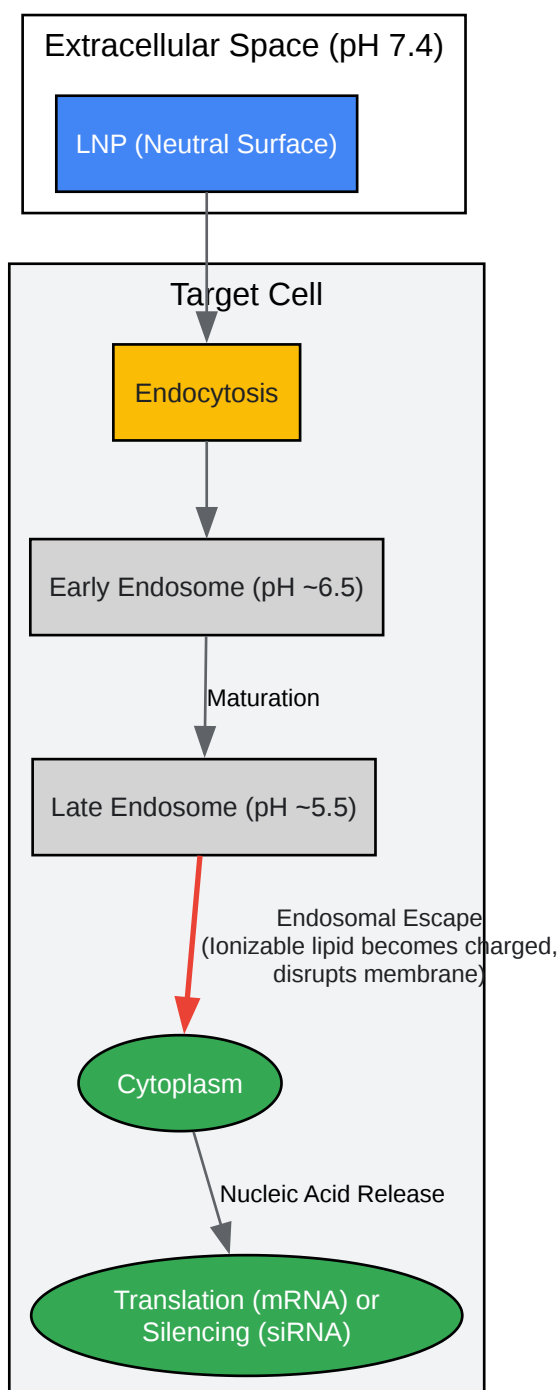 Extracellular Space (pH 7.4)
LNP (Neutral Surface)
Target Cell
Endocytosis
Early Endosome (pH ~6.5)
Maturation
Late Endosome (pH ~5.5)
Endosomal Escape
(Ionizable lipid becomes charged,
disrupts membrane)
Cytoplasm
Nucleic Acid Release
Translation (mRNA) or
Silencing (siRNA)